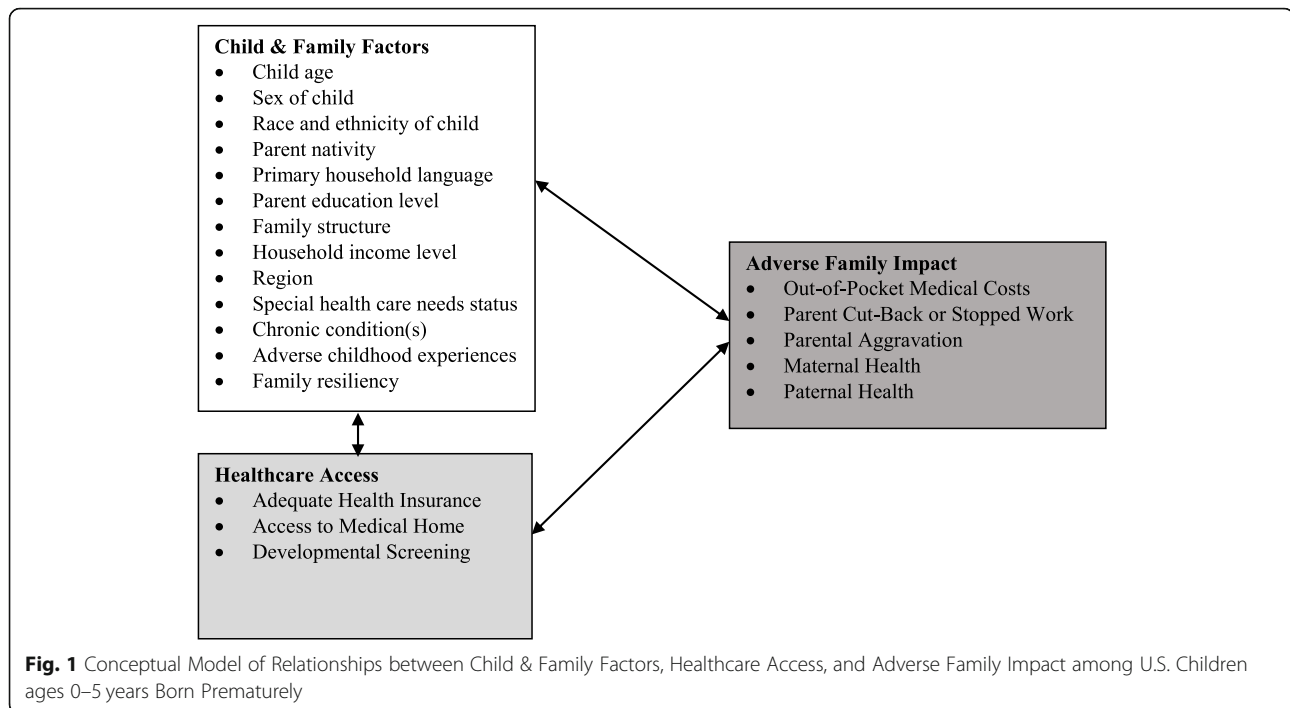 Child & Family Factors
• Child age
• Sex of child
• Race and ethnicity of child
• Parent nativity
• Primary household language
• Parent education level
• Family structure
• Household income level
• Region
• Special health care needs status
• Chronic condition(s)
• Adverse childhood experiences
• Family resiliency
Healthcare Access
• Adequate Health Insurance
• Access to Medical Home
• Developmental Screening
Adverse Family Impact
• Out-of-Pocket Medical Costs
• Parent Cut-Back or Stopped Work
• Parental Aggravation
• Maternal Health
• Paternal Health
Fig. 1 Conceptual Model of Relationships between Child & Family Factors, Healthcare Access, and Adverse Family Impact among U.S. Children
ages 0–5 years Born Prematurely